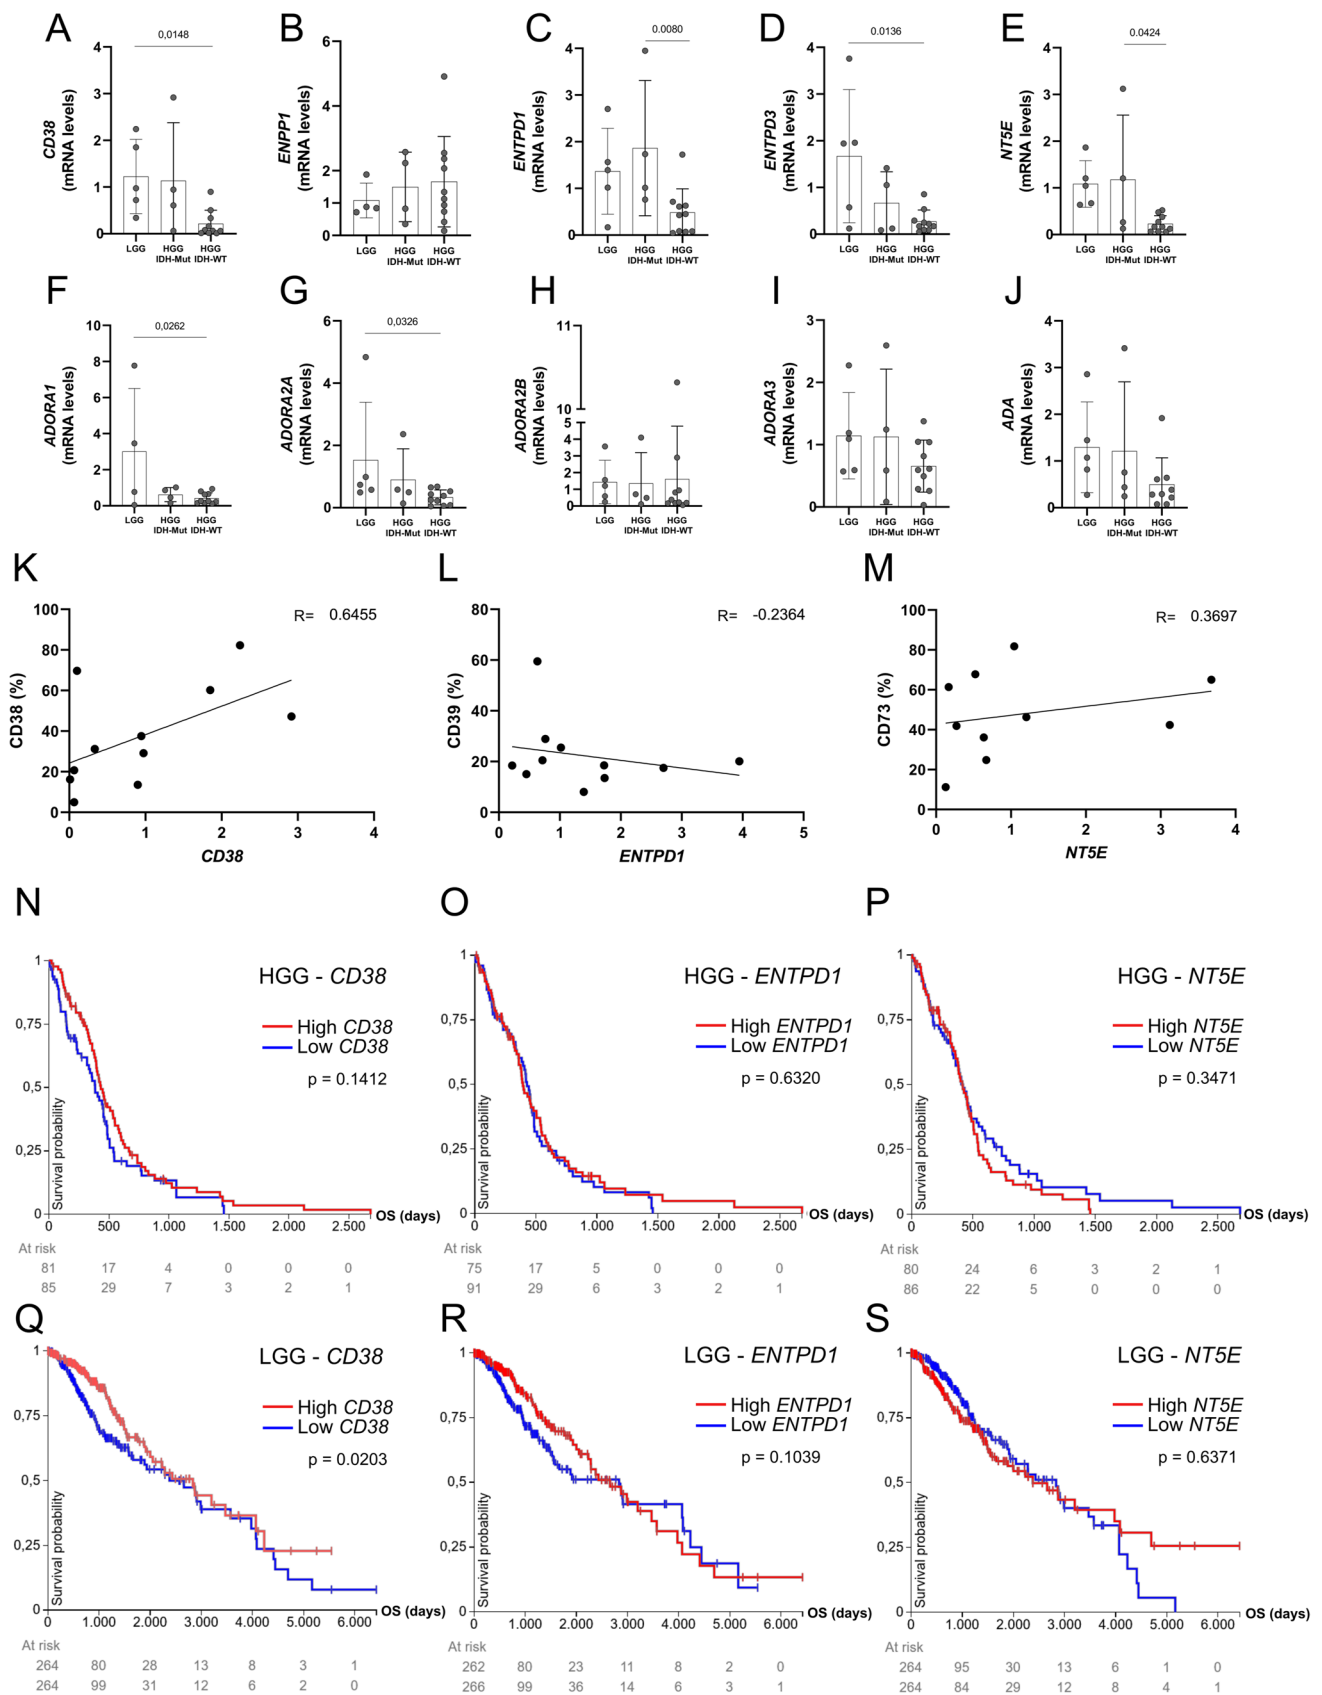 A
0,0148
CD38
(mRNA levels)
4
3
2
1
0
LGG
HGG
IDH-Mut
HGG
IDH-WT
B
ENPP1
(mRNA levels)
6
4
2
0
LGG
HGG
IDH-Mut
HGG
IDH-WT
C
0.0080
ENTPD1
(mRNA levels)
4
3
2
1
0
LGG
HGG
IDH-Mut
HGG
IDH-WT
D
0.0136
ENTPD3
(mRNA levels)
4
3
2
1
0
LGG
HGG
IDH-Mut
HGG
IDH-WT
E
0.0424
NT5E
(mRNA levels)
4
3
2
1
0
LGG
HGG
IDH-Mut
HGG
IDH-WT
F
0,0262
ADORA1
(mRNA levels)
10
8
6
4
2
0
LGG
HGG
IDH-Mut
HGG
IDH-WT
G
0,0326
ADORA2A
(mRNA levels)
6
4
2
0
LGG
HGG
IDH-Mut
HGG
IDH-WT
H
ADORA2B
(mRNA levels)
11
10
5
4
3
2
1
0
LGG
HGG
IDH-Mut
HGG
IDH-WT
I
ADORA3
(mRNA levels)
3
2
1
0
LGG
HGG
IDH-Mut
HGG
IDH-WT
J
ADA
(mRNA levels)
4
3
2
1
0
LGG
HGG
IDH-Mut
HGG
IDH-WT
K
R= 0.6455
CD38 (%)
100
80
60
40
20
0
0 1 2 3 4
CD38
L
R= -0.2364
CD39 (%)
80
60
40
20
0
0 1 2 3 4 5
ENTPD1
M
R= 0.3697
CD73 (%)
100
80
60
40
20
0
0 1 2 3 4
NT5E
N
HGG - CD38
High CD38
Low CD38
p = 0.1412
Survival probability
1
0,75
0,5
0,25
0
0 500 1.000 1.500 2.000 2.500 OS (days)
At risk
81 17 4 0 0 0
85 29 7 3 2 1
O
HGG - ENTPD1
High ENTPD1
Low ENTPD1
p = 0.6320
Survival probability
1
0,75
0,5
0,25
0
0 500 1.000 1.500 2.000 2.500 OS (days)
At risk
75 17 5 0 0 0
91 29 6 3 2 1
P
HGG - NT5E
High NT5E
Low NT5E
p = 0.3471
Survival probability
1
0,75
0,5
0,25
0
0 500 1.000 1.500 2.000 2.500 OS (days)
At risk
80 24 6 3 2 1
86 22 5 0 0 0
Q
LGG - CD38
High CD38
Low CD38
p = 0.0203
Survival probability
1
0,75
0,5
0,25
0
0 1.000 2.000 3.000 4.000 5.000 6.000 OS (days)
At risk
264 80 28 13 8 3 1
264 99 31 12 6 2 0
R
LGG - ENTPD1
High ENTPD1
Low ENTPD1
p = 0.1039
Survival probability
1
0,75
0,5
0,25
0
0 1.000 2.000 3.000 4.000 5.000 6.000 OS (days)
At risk
262 80 23 11 8 2 0
266 99 36 14 6 3 1
S
LGG - NT5E
High NT5E
Low NT5E
p = 0.6371
Survival probability
1
0,75
0,5
0,25
0
0 1.000 2.000 3.000 4.000 5.000 6.000 OS (days)
At risk
264 95 30 13 6 1 0
264 84 29 12 8 4 1